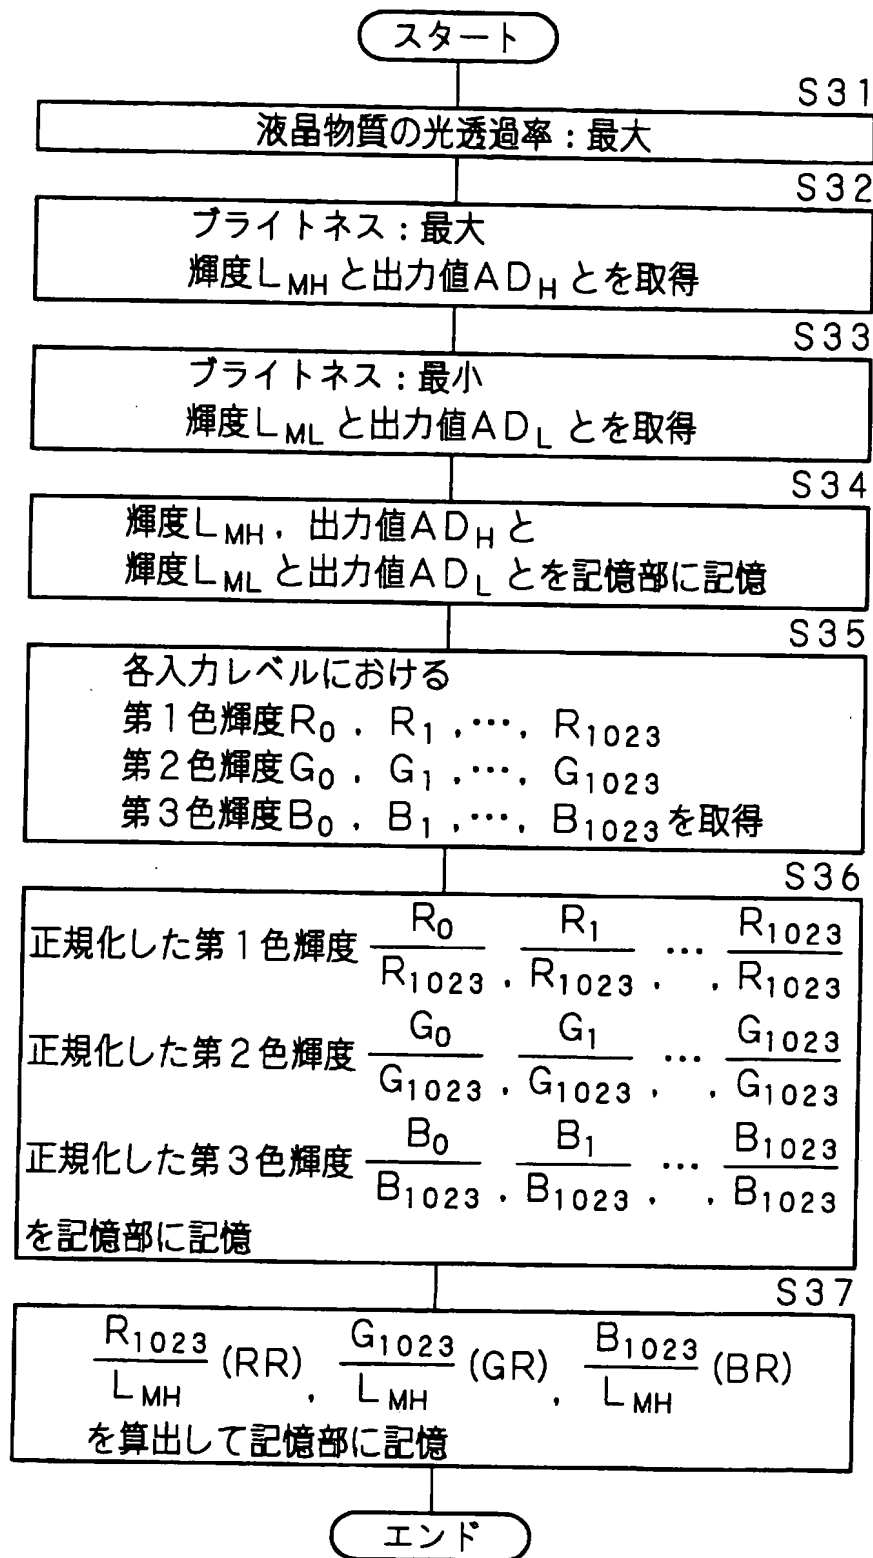 スタート
S31
液晶物質の光透過率：最大
S32
ブライトネス：最大
輝度L_MHと出力値AD_Hとを取得
S33
ブライトネス：最小
輝度L_MLと出力値AD_Lとを取得
S34
輝度L_MH，出力値AD_Hと
輝度L_MLと出力値AD_Lとを記憶部に記憶
S35
各入力レベルにおける
第1色輝度R_0，R_1，…，R_1023
第2色輝度G_0，G_1，…，G_1023
第3色輝度B_0，B_1，…，B_1023を取得
S36
正規化した第1色輝度 R_0/R_1023，R_1/R_1023，…，R_1023/R_1023
正規化した第2色輝度 G_0/G_1023，G_1/G_1023，…，G_1023/G_1023
正規化した第3色輝度 B_0/B_1023，B_1/B_1023，…，B_1023/B_1023
を記憶部に記憶
S37
R_1023/L_MH(RR)，G_1023/L_MH(GR)，B_1023/L_MH(BR)
を算出して記憶部に記憶
エンド